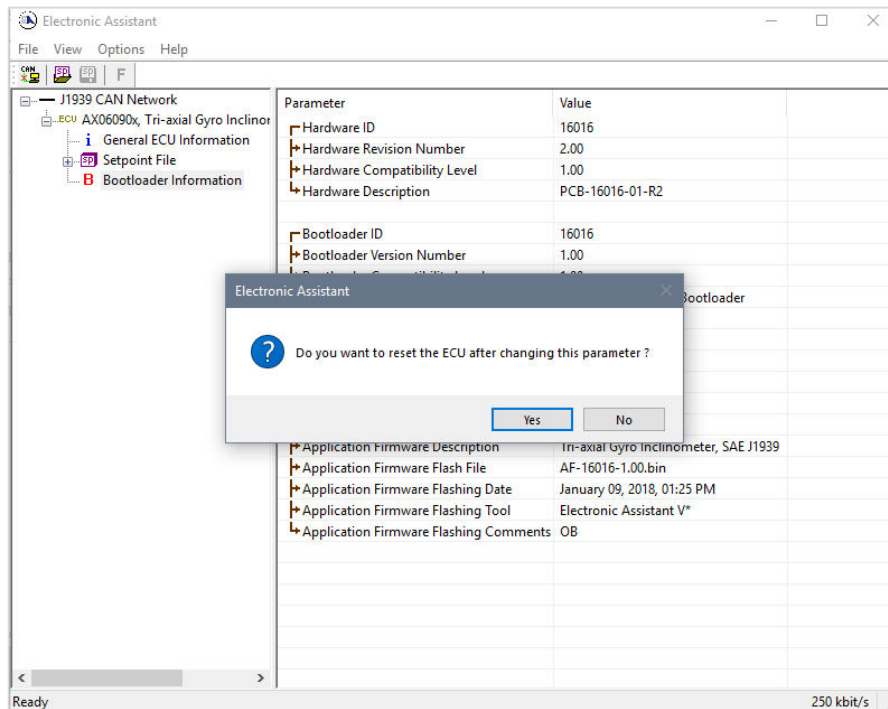 Electronic Assistant
File View Options Help
CAN SP SP F
J1939 CAN Network
ECU AX06090x, Tri-axial Gyro Inclinor
i General ECU Information
SP Setpoint File
B Bootloader Information
Parameter Value
Hardware ID 16016
Hardware Revision Number 2.00
Hardware Compatibility Level 1.00
Hardware Description PCB-16016-01-R2
Bootloader ID 16016
Bootloader Version Number 1.00
Bootloader
Electronic Assistant
? Do you want to reset the ECU after changing this parameter ?
Yes No
Application Firmware Description Tri-axial Gyro Inclinometer, SAE J1939
Application Firmware Flash File AF-16016-1.00.bin
Application Firmware Flashing Date January 09, 2018, 01:25 PM
Application Firmware Flashing Tool Electronic Assistant V*
Application Firmware Flashing Comments OB
Ready 250 kbit/s